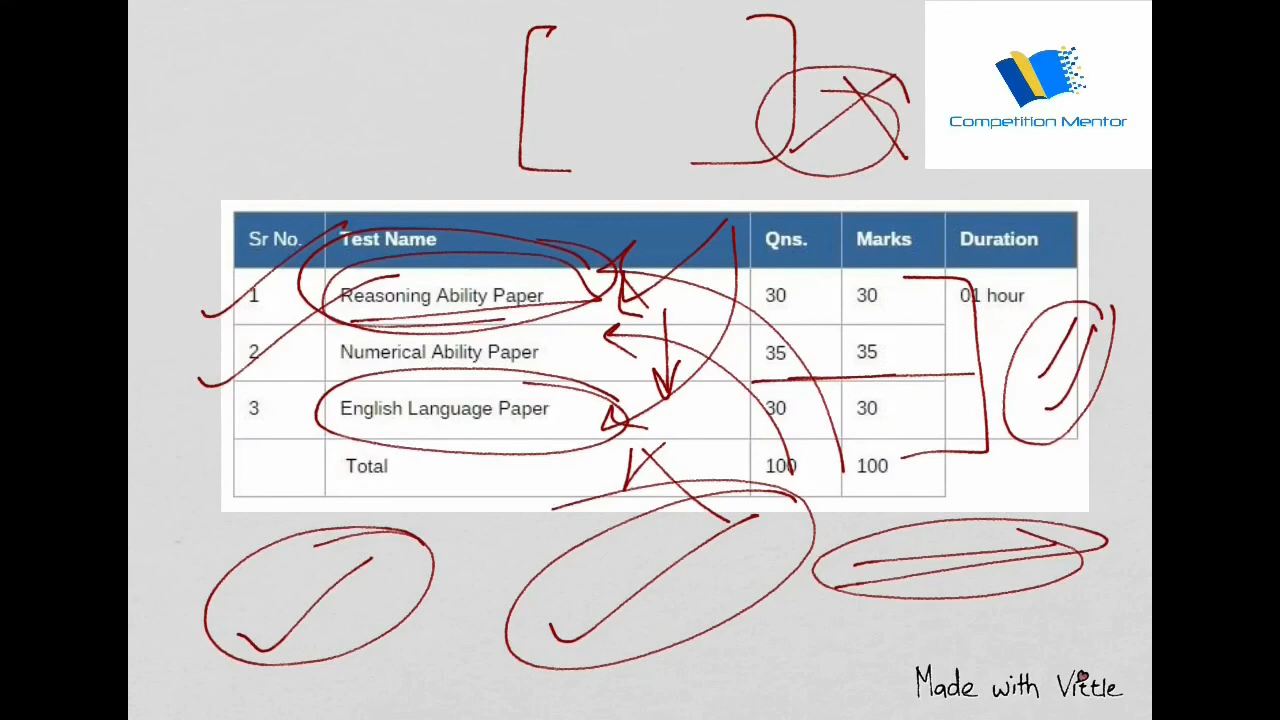 Competition Mentor
Sr No. Test Name Qns. Marks Duration
1 Reasoning Ability Paper 30 30 01 hour
2 Numerical Ability Paper 35 35
3 English Language Paper 30 30
Total 100 100
Made with Vittle